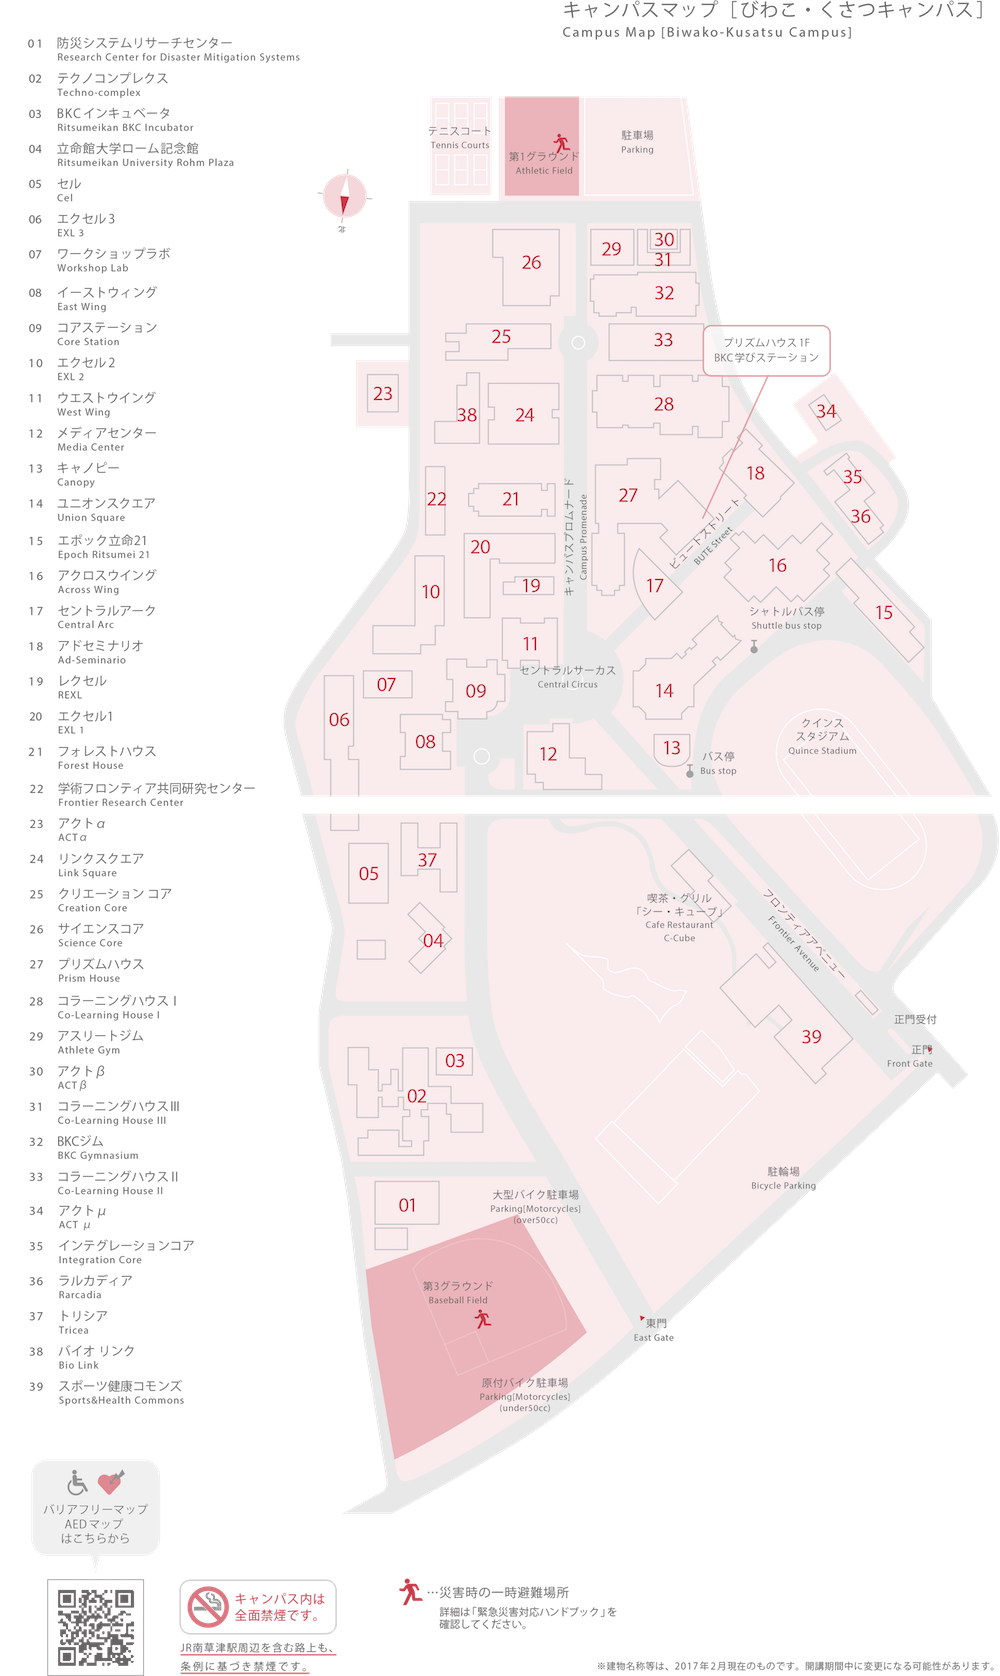 キャンパスマップ［びわこ・くさつキャンパス］
Campus Map [Biwako-Kusatsu Campus]
01 防災システムリサーチセンター
Research Center for Disaster Mitigation Systems
02 テクノコンプレクス
Techno-complex
03 BKCインキュベータ
Ritsumeikan BKC Incubator
04 立命館大学ローム記念館
Ritsumeikan University Rohm Plaza
05 セル
Cel
06 エクセル3
EXL 3
07 ワークショップラボ
Workshop Lab
08 イーストウィング
East Wing
09 コアステーション
Core Station
10 エクセル2
EXL 2
11 ウエストウイング
West Wing
12 メディアセンター
Media Center
13 キャノピー
Canopy
14 ユニオンスクエア
Union Square
15 エポック立命21
Epoch Ritsumei 21
16 アクロスウイング
Across Wing
17 セントラルアーク
Central Arc
18 アドセミナリオ
Ad-Seminario
19 レクセル
REXL
20 エクセル1
EXL 1
21 フォレストハウス
Forest House
22 学術フロンティア共同研究センター
Frontier Research Center
23 アクトα
ACTα
24 リンクスクエア
Link Square
25 クリエーション コア
Creation Core
26 サイエンスコア
Science Core
27 プリズムハウス
Prism House
28 コラーニングハウス I
Co-Learning House I
29 アスリートジム
Athlete Gym
30 アクトβ
ACTβ
31 コラーニングハウス III
Co-Learning House III
32 BKCジム
BKC Gymnasium
33 コラーニングハウス II
Co-Learning House II
34 アクトμ
ACT μ
35 インテグレーションコア
Integration Core
36 ラルカディア
Rarcadia
37 トリシア
Tricea
38 バイオ リンク
Bio Link
39 スポーツ健康コモンズ
Sports&Health Commons
テニスコート
Tennis Courts
第1グラウンド
Athletic Field
駐車場
Parking
北
26
29
30
31
32
25
33
プリズムハウス1F
BKC学びステーション
23
38
24
28
34
22
21
27
18
35
36
キャンパスプロムナード
Campus Promenade
ビュートストリート
BUTE Street
20
10
19
17
16
15
シャトルバス停
Shuttle bus stop
11
セントラルサーカス
Central Circus
07
09
14
06
08
12
13
バス停
Bus stop
クインス
スタジアム
Quince Stadium
05
37
04
喫茶・グリル
「シー・キューブ」
Cafe Restaurant
C-Cube
フロンティアアベニュー
Frontier Avenue
正門受付
正門
Front Gate
39
03
02
駐輪場
Bicycle Parking
01
大型バイク駐車場
Parking[Motorcycles]
(over50cc)
第3グラウンド
Baseball Field
東門
East Gate
原付バイク駐車場
Parking[Motorcycles]
(under50cc)
バリアフリーマップ
AEDマップ
はこちらから
キャンパス内は
全面禁煙です。
JR南草津駅周辺を含む路上も、
条例に基づき禁煙です。
…災害時の一時避難場所
詳細は「緊急災害対応ハンドブック」を
確認してください。
※建物名称等は、2017年2月現在のものです。開講期間中に変更になる可能性があります。